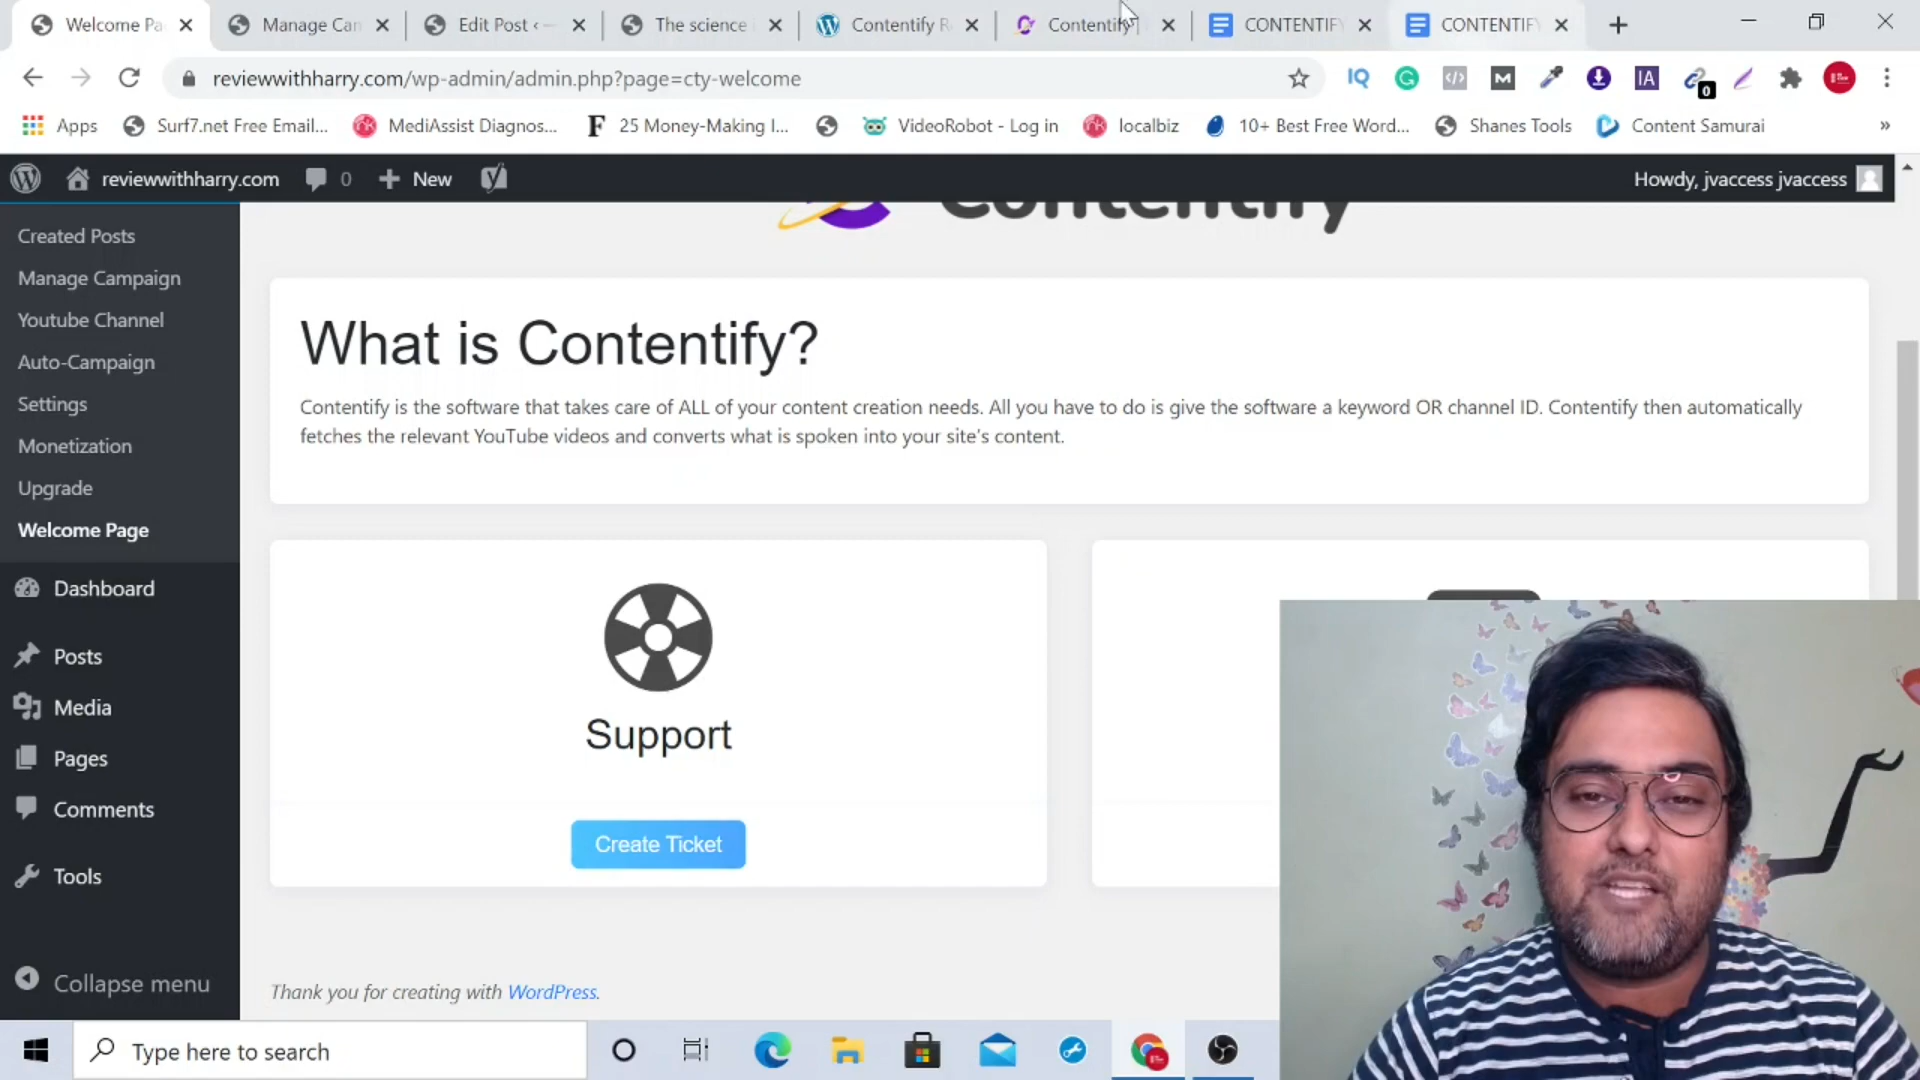 Welcome Pa
Manage Can
Edit Post ‹
The science
Contentify R
Contentify
CONTENTIFY
CONTENTIFY
reviewwithharry.com/wp-admin/admin.php?page=cty-welcome
Apps
Surf7.net Free Email...
MediAssist Diagnos...
25 Money-Making I...
VideoRobot - Log in
localbiz
10+ Best Free Word...
Shanes Tools
Content Samurai
»
reviewwithharry.com
0
New
Howdy, jvaccess jvaccess
Contentify
Created Posts
Manage Campaign
Youtube Channel
Auto-Campaign
Settings
Monetization
Upgrade
Welcome Page
Dashboard
Posts
Media
Pages
Comments
Tools
Collapse menu
What is Contentify?
Contentify is the software that takes care of ALL of your content creation needs. All you have to do is give the software a keyword OR channel ID. Contentify then automatically
fetches the relevant YouTube videos and converts what is spoken into your site's content.
Support
Create Ticket
Thank you for creating with WordPress.
Type here to search